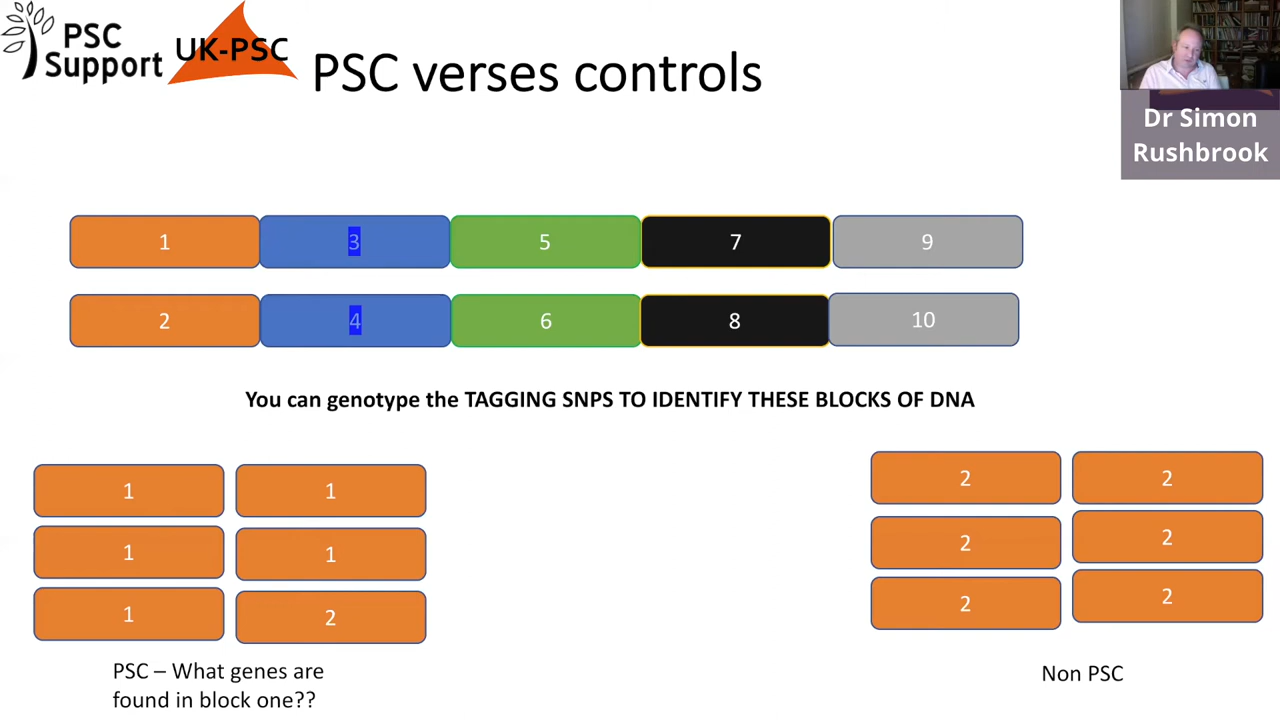 PSC
Support
UK-PSC
PSC verses controls
Dr Simon
Rushbrook
1 3 5 7 9
2 4 6 8 10
You can genotype the TAGGING SNPS TO IDENTIFY THESE BLOCKS OF DNA
1 1
1 1
1 2
2 2
2 2
2 2
PSC – What genes are
found in block one??
Non PSC